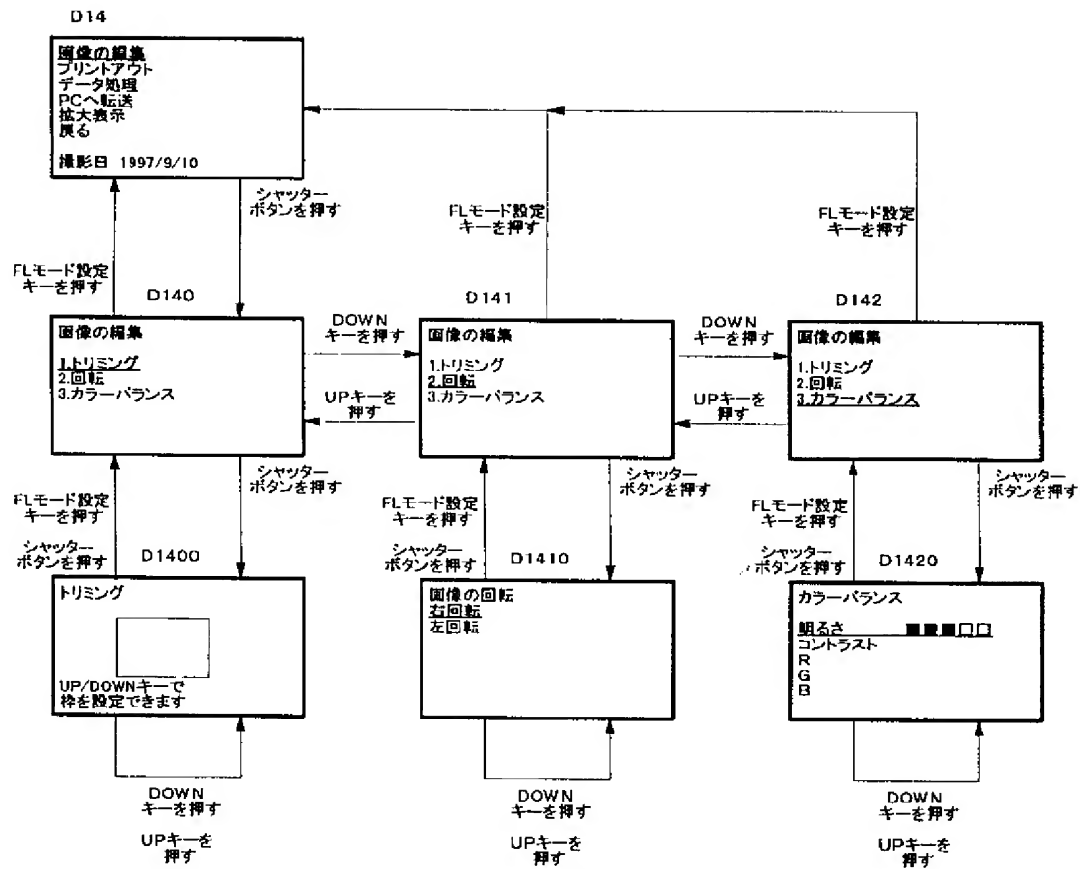 D14
画像の編集
プリントアウト
データ処理
PCへ転送
拡大表示
戻る
撮影日 1997/9/10
シャッター
ボタンを押す
FLモード設定
キーを押す
FLモード設定
キーを押す
FLモード設定
キーを押す
D140
画像の編集
1.トリミング
2.回転
3.カラーバランス
DOWN
キーを押す
UPキーを
押す
D141
画像の編集
1.トリミング
2.回転
3.カラーバランス
DOWN
キーを押す
UPキーを
押す
D142
画像の編集
1.トリミング
2.回転
3.カラーバランス
FLモード設定
キーを押す
シャッター
ボタンを押す
シャッター
ボタンを押す
FLモード設定
キーを押す
シャッター
ボタンを押す
シャッター
ボタンを押す
FLモード設定
キーを押す
シャッター
ボタンを押す
シャッター
ボタンを押す
D1400
トリミング
UP/DOWNキーで
枠を設定できます
DOWN
キーを押す
UPキーを
押す
D1410
画像の回転
右回転
左回転
DOWN
キーを押す
UPキーを
押す
D1420
カラーバランス
明るさ ■■■□□
コントラスト
R
G
B
DOWN
キーを押す
UPキーを
押す